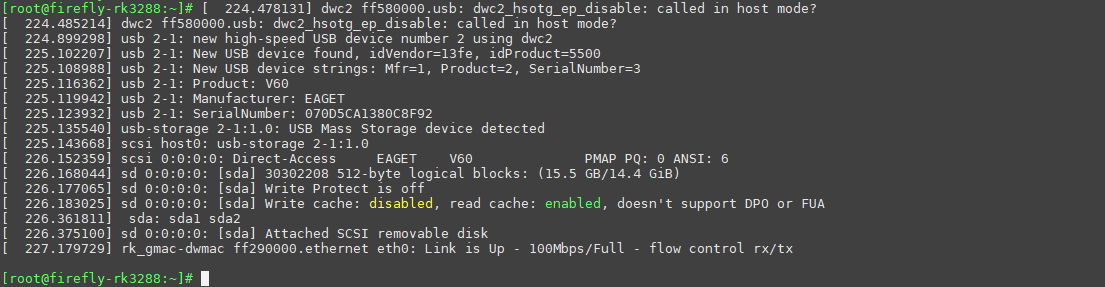 [root@firefly-rk3288:~]# [  224.478131] dwc2 ff580000.usb: dwc2_hsotg_ep_disable: called in host mode?
[  224.485214] dwc2 ff580000.usb: dwc2_hsotg_ep_disable: called in host mode?
[  224.899298] usb 2-1: new high-speed USB device number 2 using dwc2
[  225.102207] usb 2-1: New USB device found, idVendor=13fe, idProduct=5500
[  225.108988] usb 2-1: New USB device strings: Mfr=1, Product=2, SerialNumber=3
[  225.116362] usb 2-1: Product: V60
[  225.119942] usb 2-1: Manufacturer: EAGET
[  225.123932] usb 2-1: SerialNumber: 070D5CA1380C8F92
[  225.135540] usb-storage 2-1:1.0: USB Mass Storage device detected
[  225.143668] scsi host0: usb-storage 2-1:1.0
[  226.152359] scsi 0:0:0:0: Direct-Access     EAGET    V60              PMAP PQ: 0 ANSI: 6
[  226.168044] sd 0:0:0:0: [sda] 30302208 512-byte logical blocks: (15.5 GB/14.4 GiB)
[  226.177065] sd 0:0:0:0: [sda] Write Protect is off
[  226.183025] sd 0:0:0:0: [sda] Write cache: disabled, read cache: enabled, doesn't support DPO or FUA
[  226.361811]  sda: sda1 sda2
[  226.375100] sd 0:0:0:0: [sda] Attached SCSI removable disk
[  227.179729] rk_gmac-dwmac ff290000.ethernet eth0: Link is Up - 100Mbps/Full - flow control rx/tx
[root@firefly-rk3288:~]#